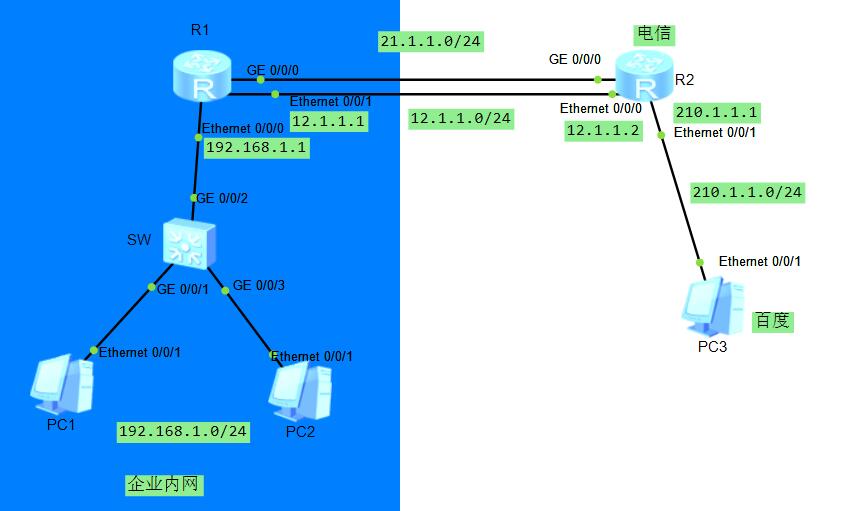 R1
电信
21.1.1.0/24
GE 0/0/0
GE 0/0/0
R
R
R2
Ethernet 0/0/1
Ethernet 0/0/0
12.1.1.1
12.1.1.0/24
12.1.1.2
210.1.1.1
Ethernet 0/0/1
Ethernet 0/0/0
192.168.1.1
GE 0/0/2
210.1.1.0/24
SW
GE 0/0/1
GE 0/0/3
Ethernet 0/0/1
百度
PC3
Ethernet 0/0/1
Ethernet 0/0/1
PC1
PC2
192.168.1.0/24
企业内网